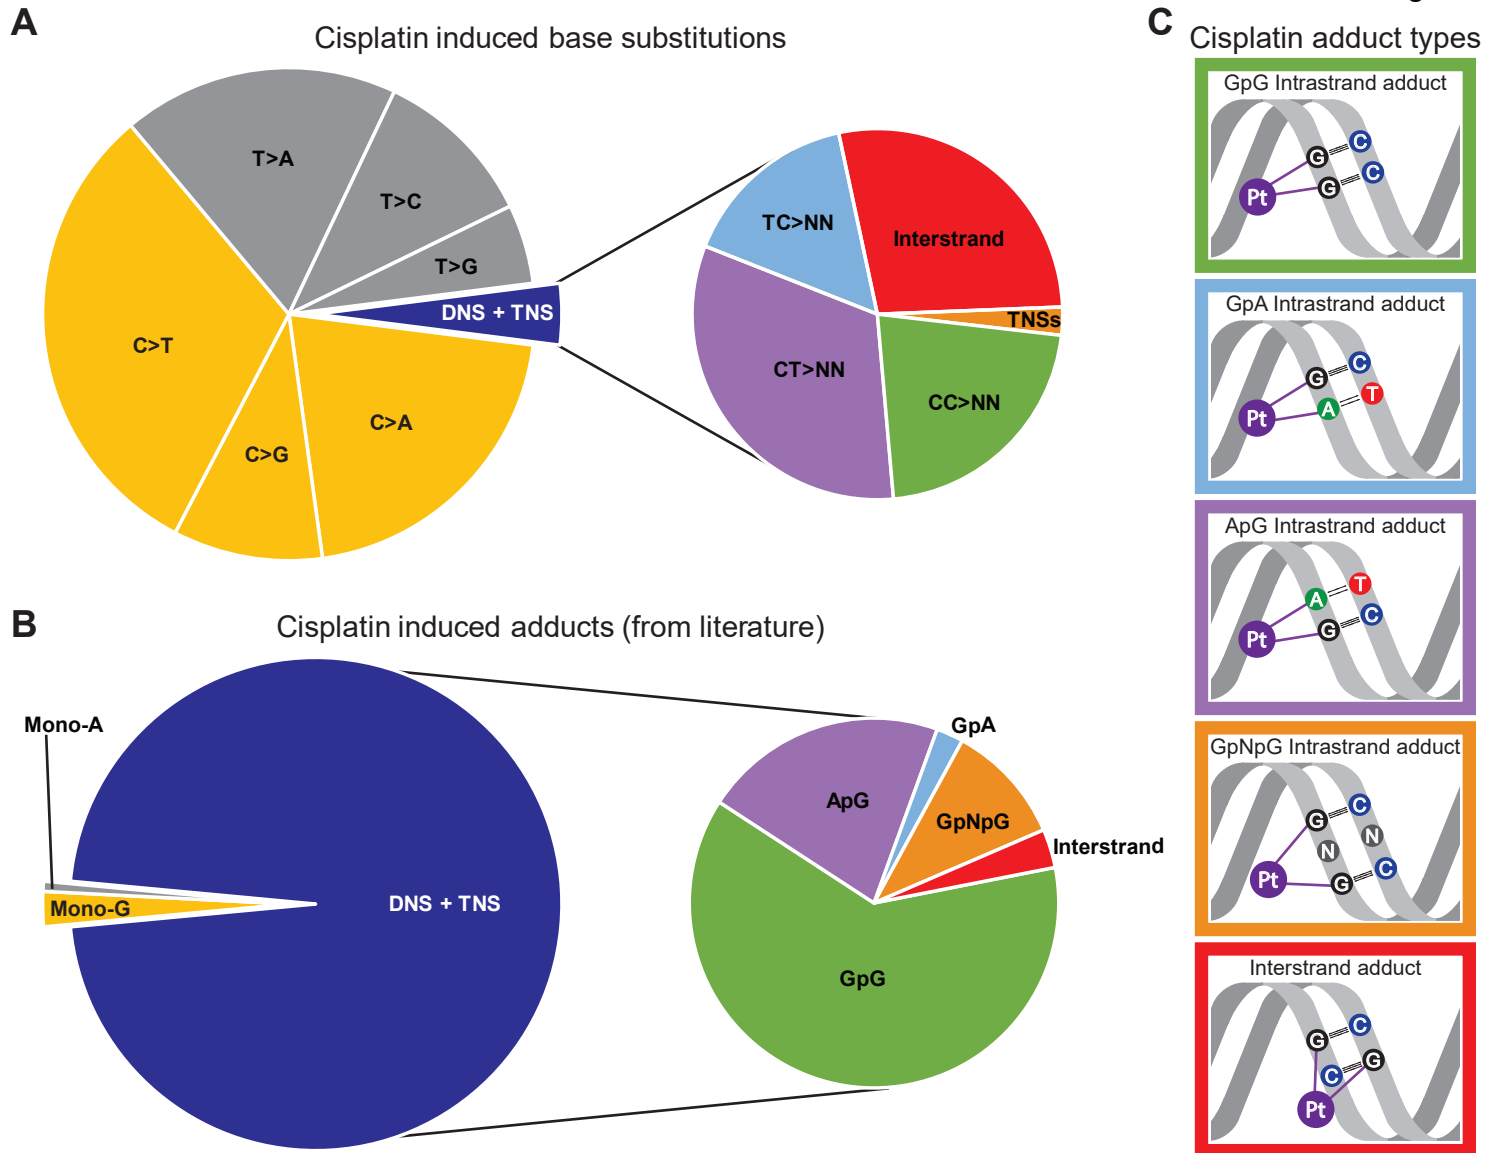 A
Cisplatin induced base substitutions
T>A
T>C
T>G
DNS + TNS
C>T
C>G
C>A
TC>NN
Interstrand
TNSs
CT>NN
CC>NN
B
Cisplatin induced adducts (from literature)
Mono-A
Mono-G
DNS + TNS
GpA
ApG
GpNpG
Interstrand
GpG
C
Cisplatin adduct types
GpG Intrastrand adduct
G C
G C
Pt
GpA Intrastrand adduct
G C
A T
Pt
ApG Intrastrand adduct
A T
G C
Pt
GpNpG Intrastrand adduct
G C
N N
G C
Pt
Interstrand adduct
G C
C G
Pt